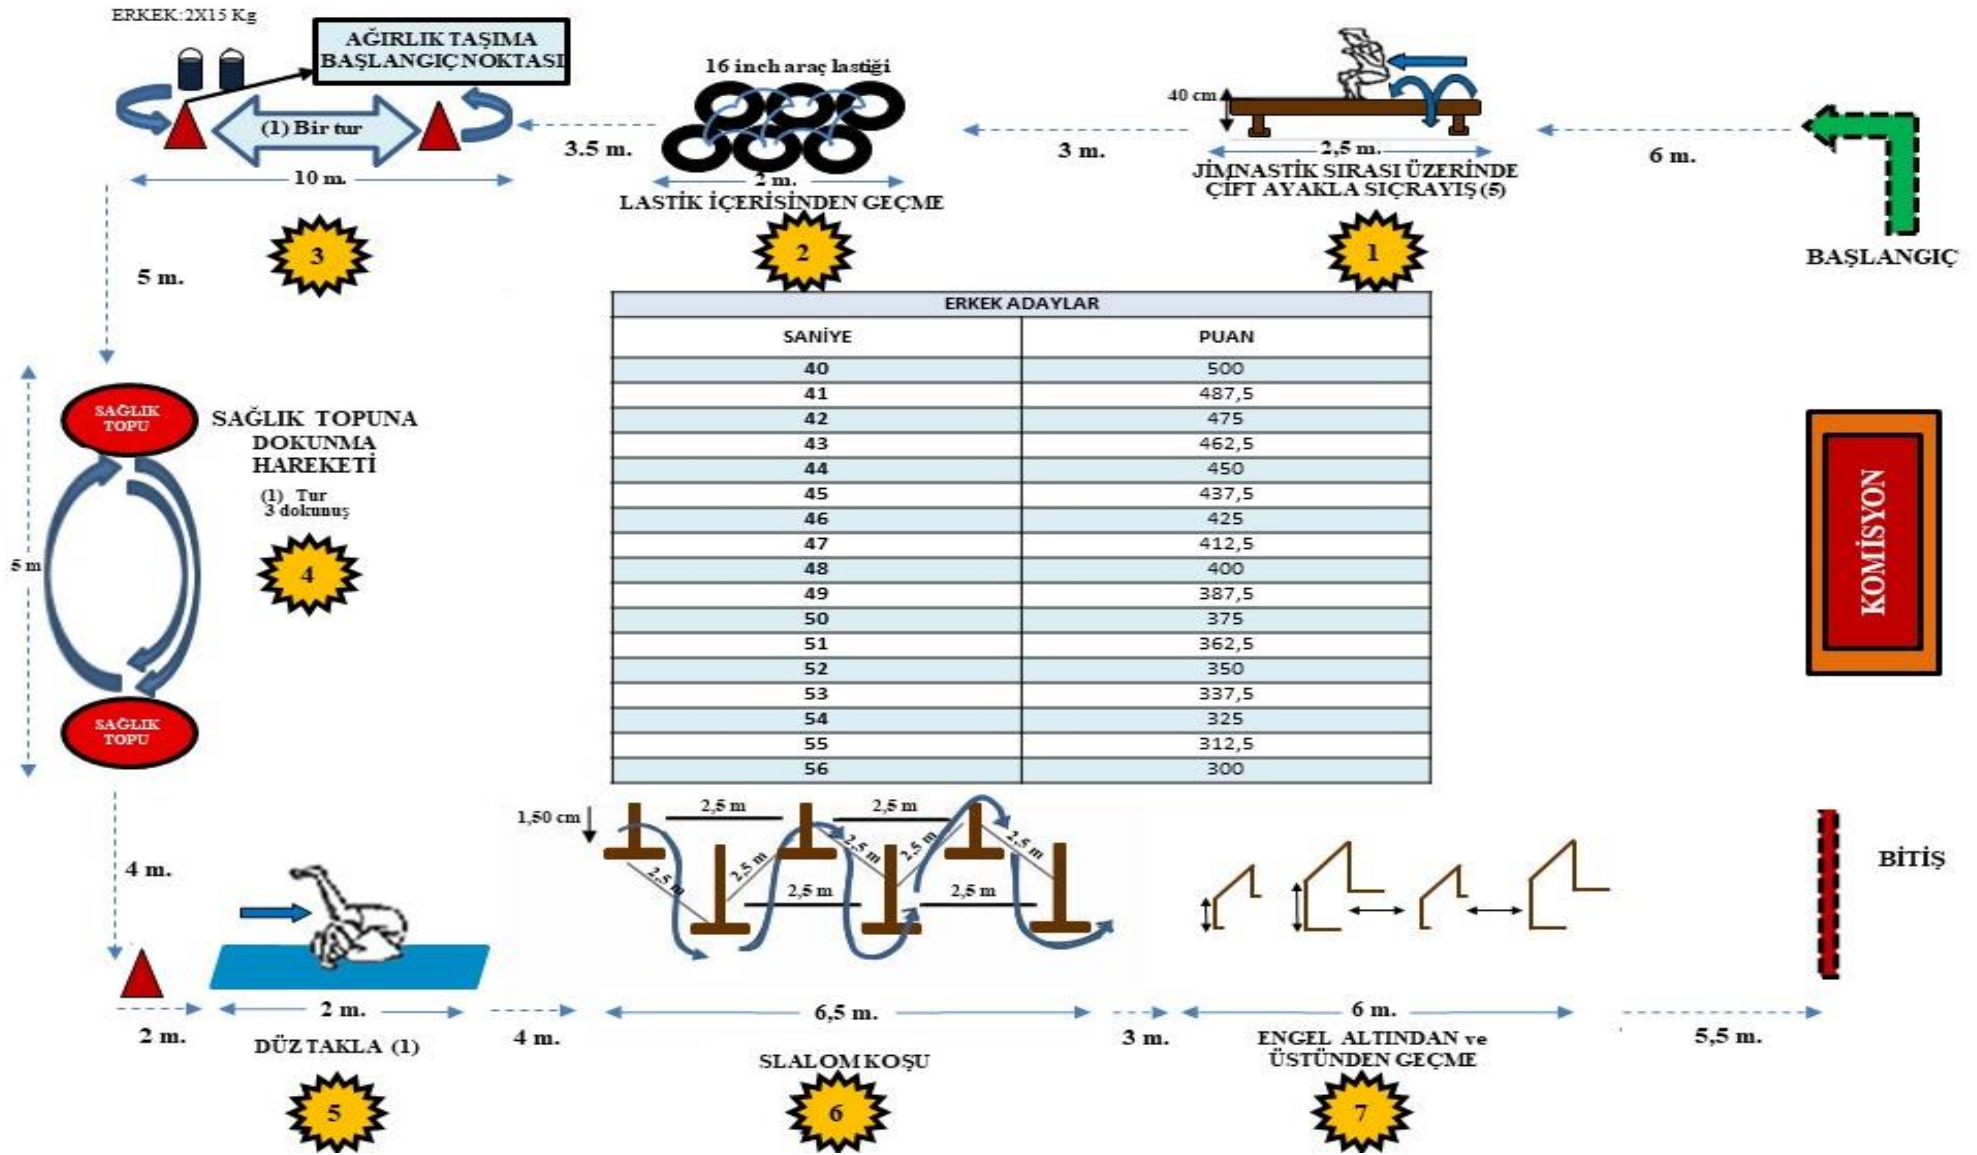 ERKEK:2X15 Kg
AĞIRLIK TAŞIMA
BAŞLANGIÇ NOKTASI
(1) Bir tur
10 m.
3
3.5 m.
16 inch araç lastiği
2 m.
LASTİK İÇERİSİNDEN GEÇME
2
3 m.
40 cm
2,5 m.
JİMNASTİK SIRASI ÜZERİNDE
ÇİFT AYAKLA SIÇRAYIŞ (5)
1
6 m.
BAŞLANGIÇ
5 m.
SAĞLIK
TOPU
SAĞLIK TOPUNA
DOKUNMA
HAREKETİ
(1) Tur
3 dokunuş
4
5 m
SAĞLIK
TOPU
ERKEK ADAYLAR
SANİYE PUAN
40 500
41 487,5
42 475
43 462,5
44 450
45 437,5
46 425
47 412,5
48 400
49 387,5
50 375
51 362,5
52 350
53 337,5
54 325
55 312,5
56 300
KOMİSYON
4 m.
2 m.
2 m.
DÜZ TAKLA (1)
5
4 m.
1,50 cm
2,5 m
2,5 m
2,5 m
2,5 m
2,5 m
2,5 m
2,5 m
2,5 m
2,5 m
6,5 m.
SLALOM KOŞU
6
3 m.
6 m.
ENGEL ALTINDAN ve
ÜSTÜNDEN GEÇME
7
5,5 m.
BİTİŞ